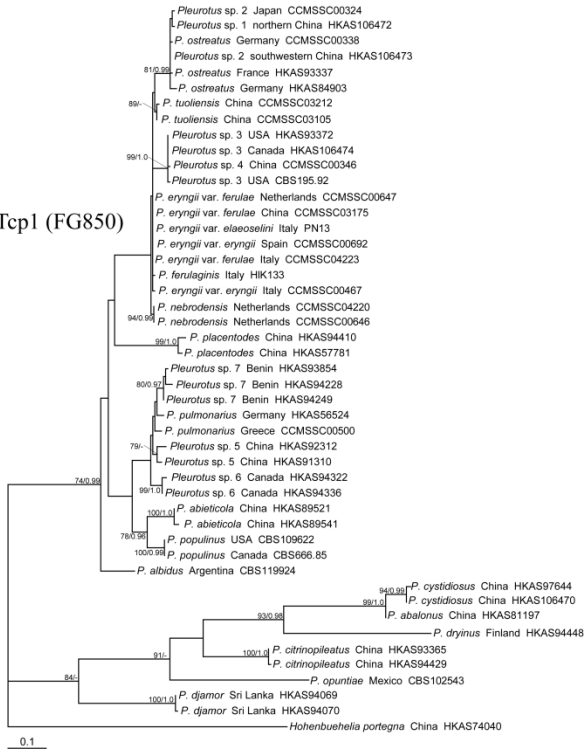 Pleurotus sp. 2 Japan CCMSSC00324
Pleurotus sp. 1 northern China HKAS106472
P. ostreatus Germany CCMSSC00338
Pleurotus sp. 2 southwestern China HKAS106473
81/0.99
P. ostreatus France HKAS93337
P. ostreatus Germany HKAS84903
89/-
P. tuoliensis China CCMSSC03212
P. tuoliensis China CCMSSC03105
Pleurotus sp. 3 USA HKAS93372
Pleurotus sp. 3 Canada HKAS106474
99/1.0
Pleurotus sp. 4 China CCMSSC00346
Pleurotus sp. 3 USA CBS195.92
P. eryngii var. ferulae Netherlands CCMSSC00647
P. eryngii var. ferulae China CCMSSC03175
Tcp1 (FG850)
P. eryngii var. elaeoselini Italy PN13
P. eryngii var. eryngii Spain CCMSSC00692
P. eryngii var. ferulae Italy CCMSSC04223
P. ferulaginis Italy HIK133
P. eryngii var. eryngii Italy CCMSSC00467
P. nebrodensis Netherlands CCMSSC04220
94/0.99
P. nebrodensis Netherlands CCMSSC00646
P. placentodes China HKAS94410
99/1.0
P. placentodes China HKAS57781
Pleurotus sp. 7 Benin HKAS93854
80/0.97
Pleurotus sp. 7 Benin HKAS94228
Pleurotus sp. 7 Benin HKAS94249
P. pulmonarius Germany HKAS56524
P. pulmonarius Greece CCMSSC00500
79/-
Pleurotus sp. 5 China HKAS92312
Pleurotus sp. 5 China HKAS91310
Pleurotus sp. 6 Canada HKAS94322
74/0.99
99/1.0
Pleurotus sp. 6 Canada HKAS94336
P. abieticola China HKAS89521
100/1.0
P. abieticola China HKAS89541
78/0.96
P. populinus USA CBS109622
100/0.99
P. populinus Canada CBS666.85
P. albidus Argentina CBS119924
P. cystidiosus China HKAS97644
94/0.99
P. cystidiosus China HKAS106470
99/1.0
P. abalonus China HKAS81197
93/0.98
P. dryinus Finland HKAS94448
P. citrinopileatus China HKAS93365
100/1.0
91/-
P. citrinopileatus China HKAS94429
P. opuntiae Mexico CBS102543
84/-
P. djamor Sri Lanka HKAS94069
100/1.0
P. djamor Sri Lanka HKAS94070
Hohenbuehelia portegna China HKAS74040
0.1